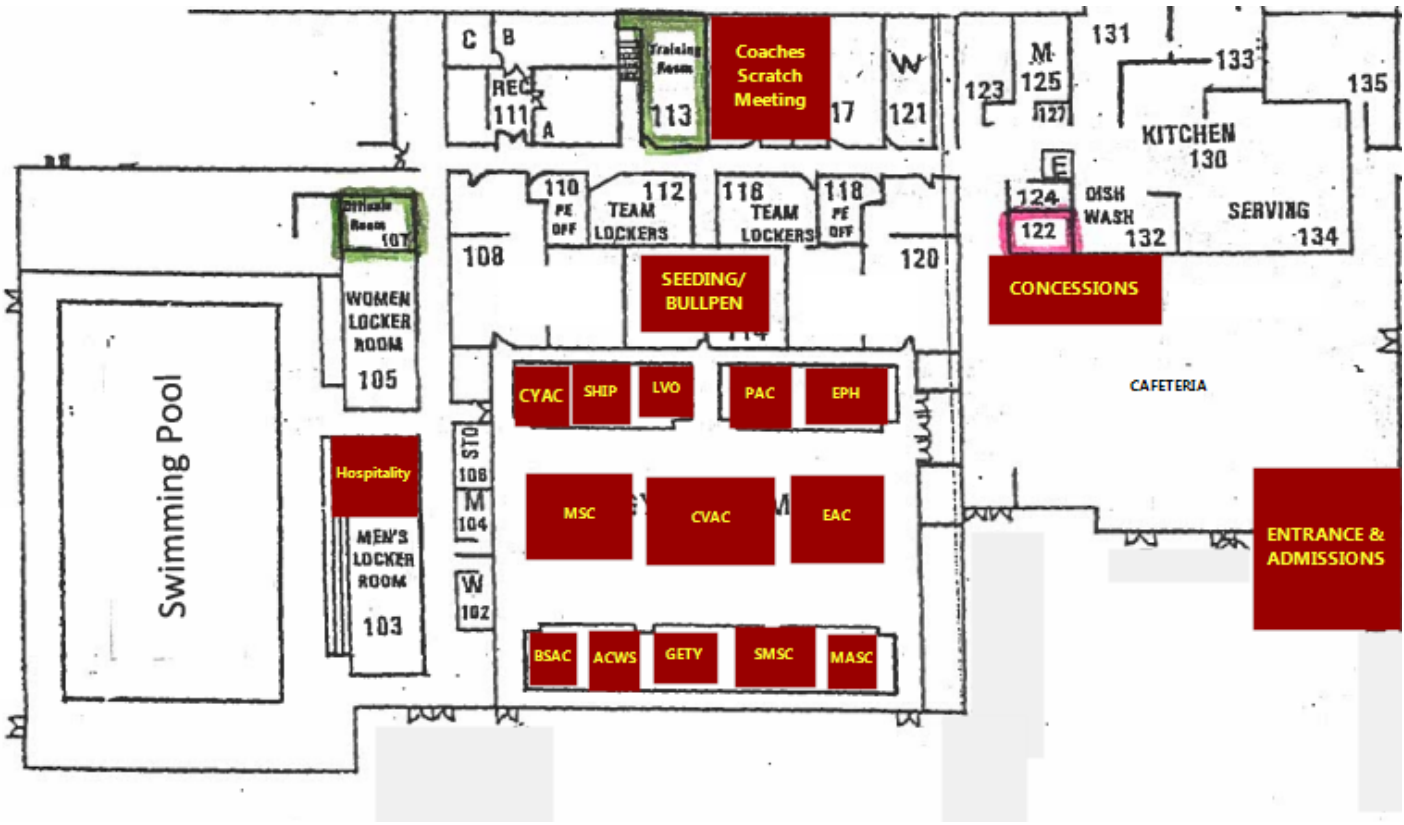 C
B
REC
111
A
Training
Room
113
Coaches
Scratch
Meeting
17
W
121
123
M
125
127
131
133
135
KITCHEN
130
E
124
122
DISH
WASH
132
SERVING
134
Room
107
WOMEN
LOCKER
ROOM
105
108
110
PE
OFF
112
TEAM
LOCKERS
116
TEAM
LOCKERS
118
PE
OFF
120
SEEDING/
BULLPEN
114
CONCESSIONS
CAFETERIA
ENTRANCE &
ADMISSIONS
Swimming Pool
Hospitality
MEN'S
LOCKER
ROOM
103
STO
106
M
104
W
102
CYAC
SHIP
LVO
PAC
EPH
MSC
CVAC
EAC
GY
M
BSAC
ACWS
GETY
SMSC
MASC